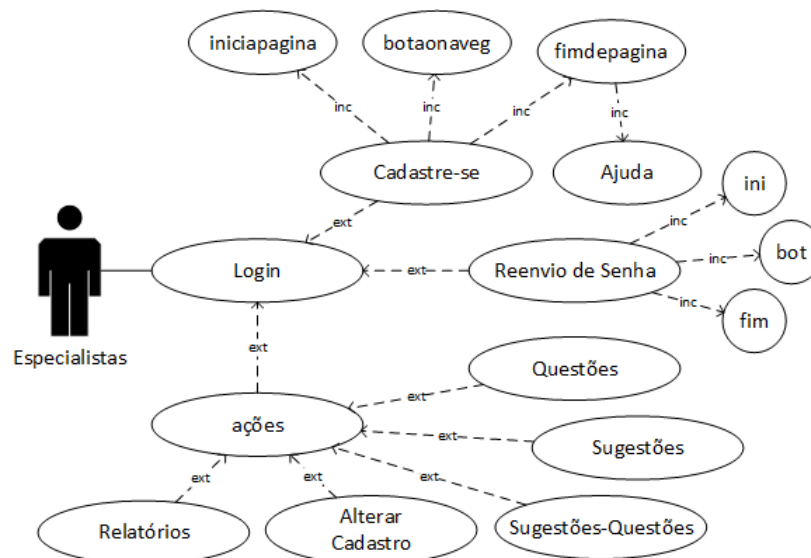 iniciapagina
botaonaveg
fimdepagina
inc
inc
inc
inc
Cadastre-se
Ajuda
ini
ext
inc
Login
ext
Reenvio de Senha
inc
bot
inc
fim
Especialistas
ext
Questões
ext
ações
ext
Sugestões
ext
ext
ext
Relatórios
Alterar
Cadastro
Sugestões-Questões